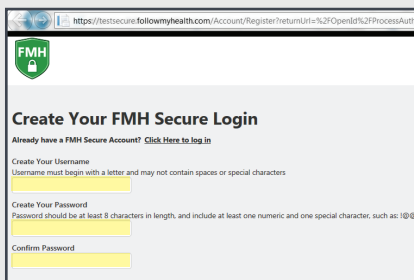 https://testsecure.followmyhealth.com/Account/Register?returnUrl=%2FOpenId%2FProcessAuth
FMH
Create Your FMH Secure Login
Already have a FMH Secure Account? Click Here to log in
Create Your Username
Username must begin with a letter and may not contain spaces or special characters
Create Your Password
Password should be at least 8 characters in length, and include at least one numeric and one special character, such as: !@
Confirm Password